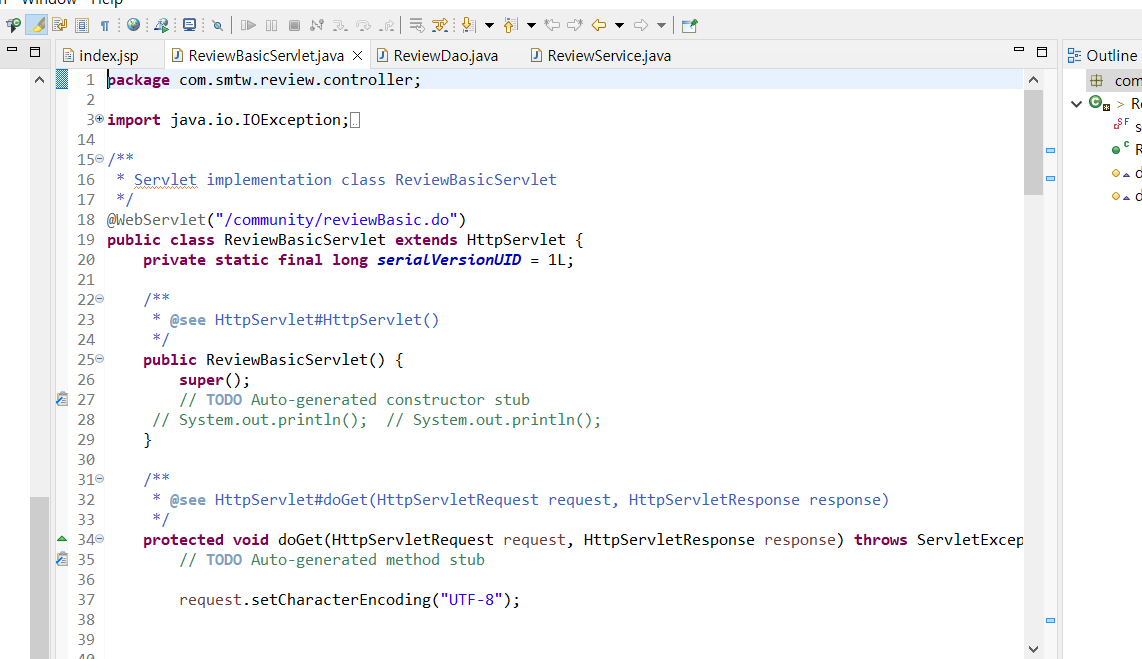 Window Help
index.jsp ReviewBasicServlet.java ReviewDao.java ReviewService.java Outline
1 package com.smtw.review.controller; com
2
3 import java.io.IOException;
14
15 /**
16 * Servlet implementation class ReviewBasicServlet
17 */
18 @WebServlet("/community/reviewBasic.do")
19 public class ReviewBasicServlet extends HttpServlet {
20 private static final long serialVersionUID = 1L;
21
22 /**
23 * @see HttpServlet#HttpServlet()
24 */
25 public ReviewBasicServlet() {
26 super();
27 // TODO Auto-generated constructor stub
28 // System.out.println(); // System.out.println();
29 }
30
31 /**
32 * @see HttpServlet#doGet(HttpServletRequest request, HttpServletResponse response)
33 */
34 protected void doGet(HttpServletRequest request, HttpServletResponse response) throws ServletExcep
35 // TODO Auto-generated method stub
36
37 request.setCharacterEncoding("UTF-8");
38
39
40